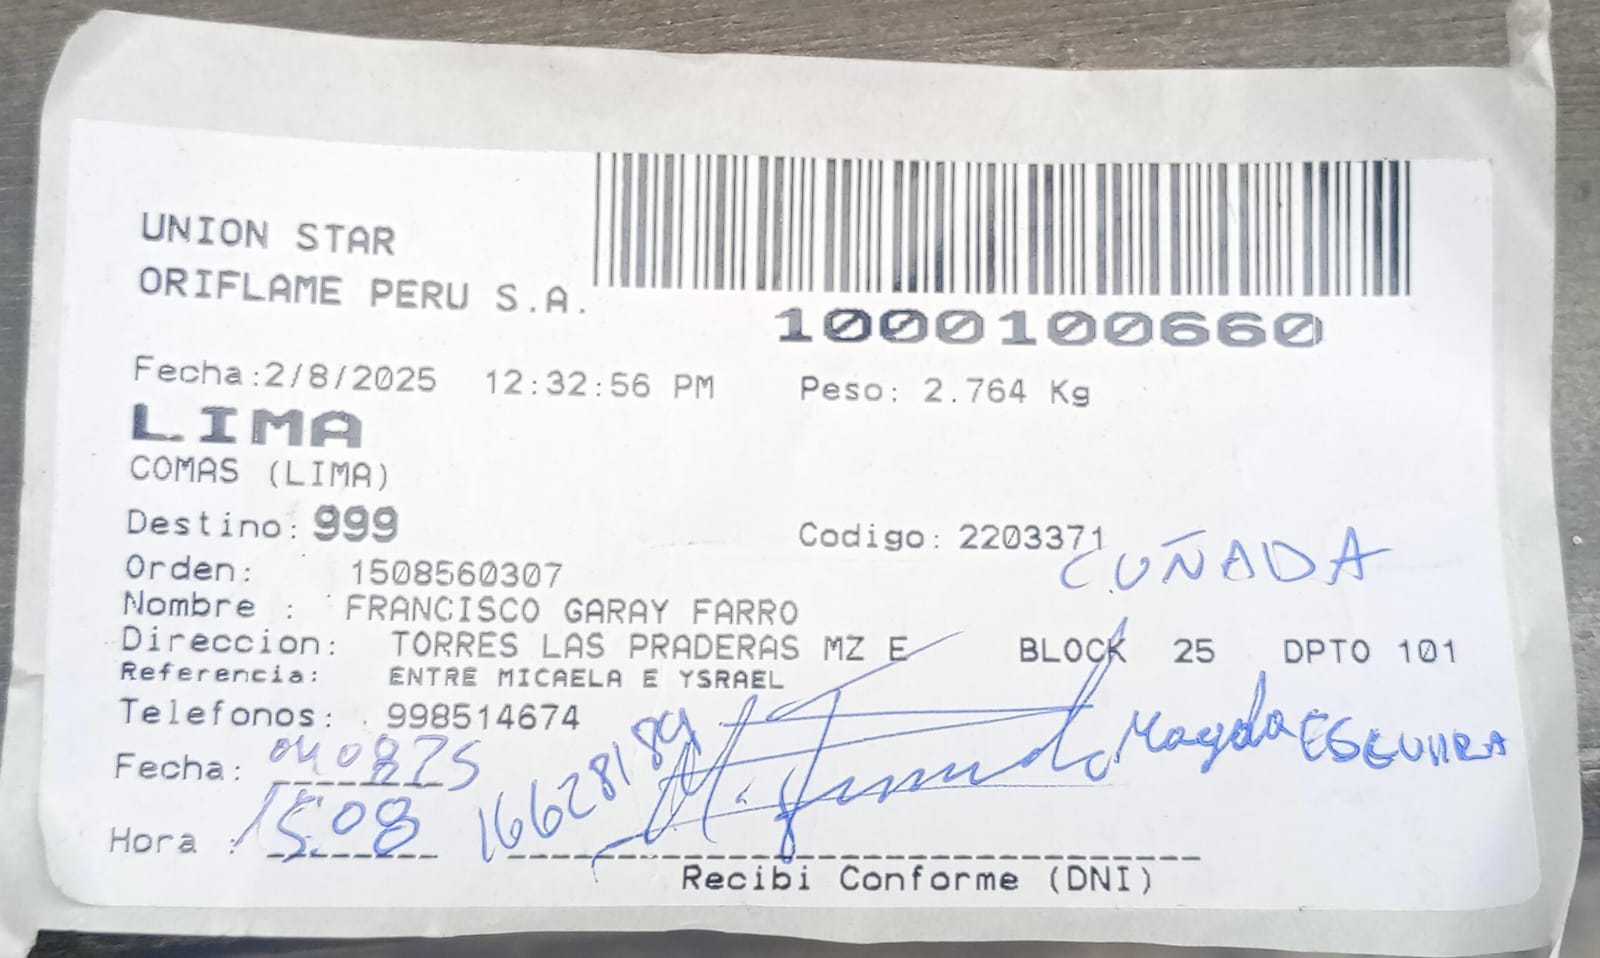 UNION STAR
ORIFLAME PERU S.A.
1000100660
Fecha:2/8/2025 12:32:56 PM Peso: 2.764 Kg
LIMA
COMAS (LIMA)
Destino: 999 Codigo: 2203371
CUÑADA
Orden: 1508560307
Nombre : FRANCISCO GARAY FARRO
Direccion: TORRES LAS PRADERAS MZ E BLOCK 25 DPTO 101
Referencia: ENTRE MICAELA E YSRAEL
Telefonos: 998514674
Magda
Fecha: 040825
Hora : 15:08
16628189
Recibi Conforme (DNI)